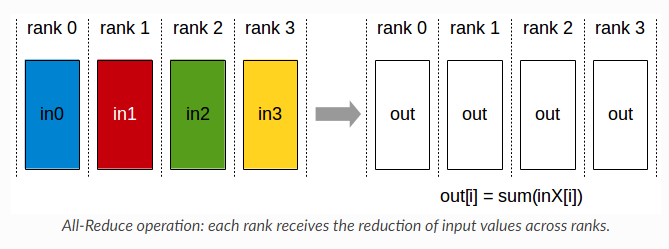 rank 0 rank 1 rank 2 rank 3 rank 0 rank 1 rank 2 rank 3
in0 in1 in2 in3 out out out out
out[i] = sum(inX[i])
All-Reduce operation: each rank receives the reduction of input values across ranks.